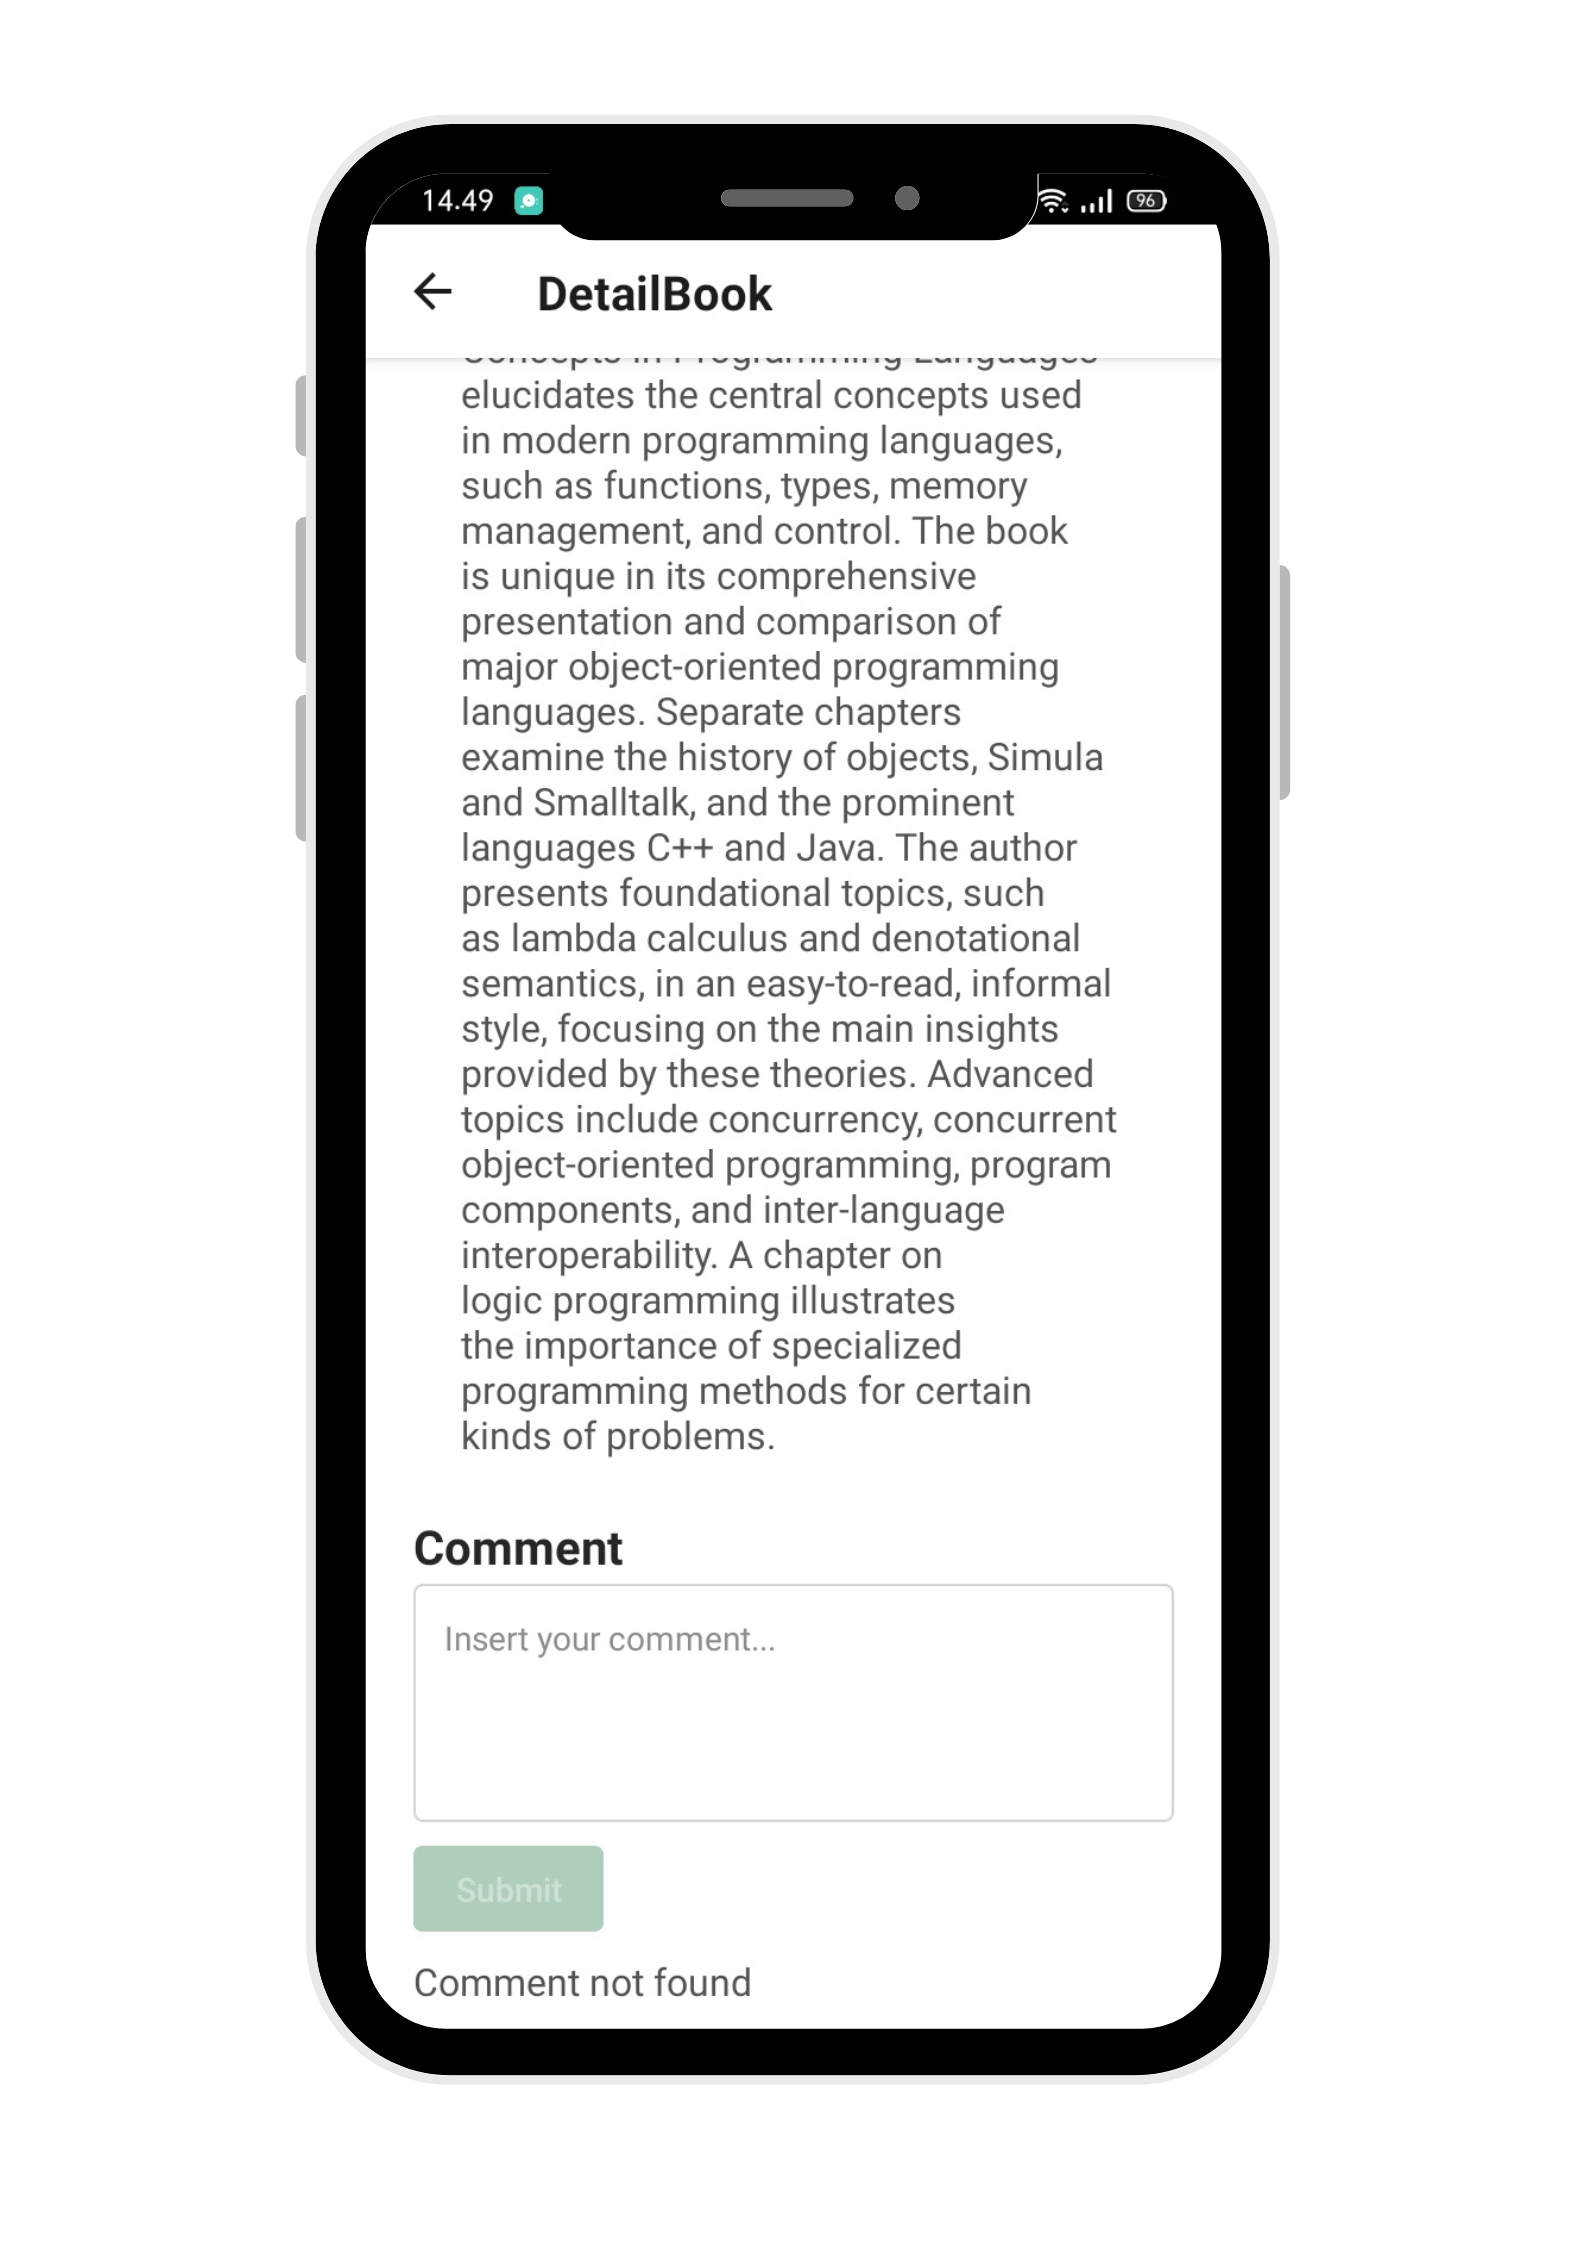 14.49
96
DetailBook
Concepts in Programming Languages
elucidates the central concepts used
in modern programming languages,
such as functions, types, memory
management, and control. The book
is unique in its comprehensive
presentation and comparison of
major object-oriented programming
languages. Separate chapters
examine the history of objects, Simula
and Smalltalk, and the prominent
languages C++ and Java. The author
presents foundational topics, such
as lambda calculus and denotational
semantics, in an easy-to-read, informal
style, focusing on the main insights
provided by these theories. Advanced
topics include concurrency, concurrent
object-oriented programming, program
components, and inter-language
interoperability. A chapter on
logic programming illustrates
the importance of specialized
programming methods for certain
kinds of problems.
Comment
Insert your comment...
Submit
Comment not found